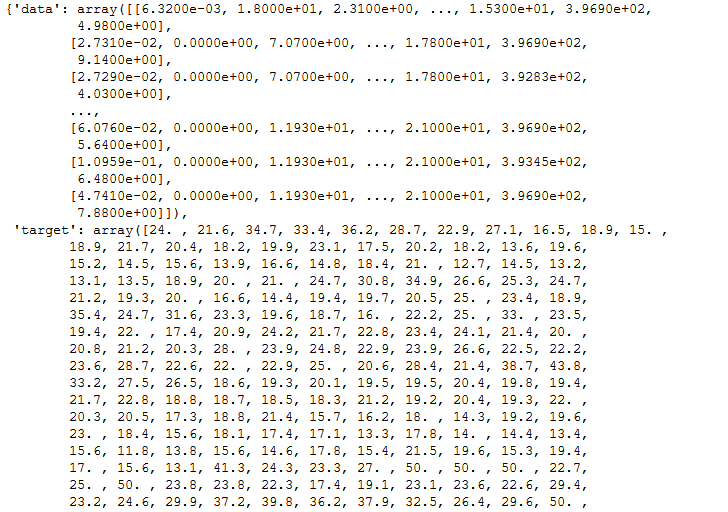 {'data': array([[6.3200e-03, 1.8000e+01, 2.3100e+00, ..., 1.5300e+01, 3.9690e+02,
4.9800e+00],
[2.7310e-02, 0.0000e+00, 7.0700e+00, ..., 1.7800e+01, 3.9690e+02,
9.1400e+00],
[2.7290e-02, 0.0000e+00, 7.0700e+00, ..., 1.7800e+01, 3.9283e+02,
4.0300e+00],
...,
[6.0760e-02, 0.0000e+00, 1.1930e+01, ..., 2.1000e+01, 3.9690e+02,
5.6400e+00],
[1.0959e-01, 0.0000e+00, 1.1930e+01, ..., 2.1000e+01, 3.9345e+02,
6.4800e+00],
[4.7410e-02, 0.0000e+00, 1.1930e+01, ..., 2.1000e+01, 3.9690e+02,
7.8800e+00]]),
'target': array([24. , 21.6, 34.7, 33.4, 36.2, 28.7, 22.9, 27.1, 16.5, 18.9, 15. ,
18.9, 21.7, 20.4, 18.2, 19.9, 23.1, 17.5, 20.2, 18.2, 13.6, 19.6,
15.2, 14.5, 15.6, 13.9, 16.6, 14.8, 18.4, 21. , 12.7, 14.5, 13.2,
13.1, 13.5, 18.9, 20. , 21. , 24.7, 30.8, 34.9, 26.6, 25.3, 24.7,
21.2, 19.3, 20. , 16.6, 14.4, 19.4, 19.7, 20.5, 25. , 23.4, 18.9,
35.4, 24.7, 31.6, 23.3, 19.6, 18.7, 16. , 22.2, 25. , 33. , 23.5,
19.4, 22. , 17.4, 20.9, 24.2, 21.7, 22.8, 23.4, 24.1, 21.4, 20. ,
20.8, 21.2, 20.3, 28. , 23.9, 24.8, 22.9, 23.9, 26.6, 22.5, 22.2,
23.6, 28.7, 22.6, 22. , 22.9, 25. , 20.6, 28.4, 21.4, 38.7, 43.8,
33.2, 27.5, 26.5, 18.6, 19.3, 20.1, 19.5, 19.5, 20.4, 19.8, 19.4,
21.7, 22.8, 18.8, 18.7, 18.5, 18.3, 21.2, 19.2, 20.4, 19.3, 22. ,
20.3, 20.5, 17.3, 18.8, 21.4, 15.7, 16.2, 18. , 14.3, 19.2, 19.6,
23. , 18.4, 15.6, 18.1, 17.4, 17.1, 13.3, 17.8, 14. , 14.4, 13.4,
15.6, 11.8, 13.8, 15.6, 14.6, 17.8, 15.4, 21.5, 19.6, 15.3, 19.4,
17. , 15.6, 13.1, 41.3, 24.3, 23.3, 27. , 50. , 50. , 50. , 22.7,
25. , 50. , 23.8, 23.8, 22.3, 17.4, 19.1, 23.1, 23.6, 22.6, 29.4,
23.2, 24.6, 29.9, 37.2, 39.8, 36.2, 37.9, 32.5, 26.4, 29.6, 50. ,